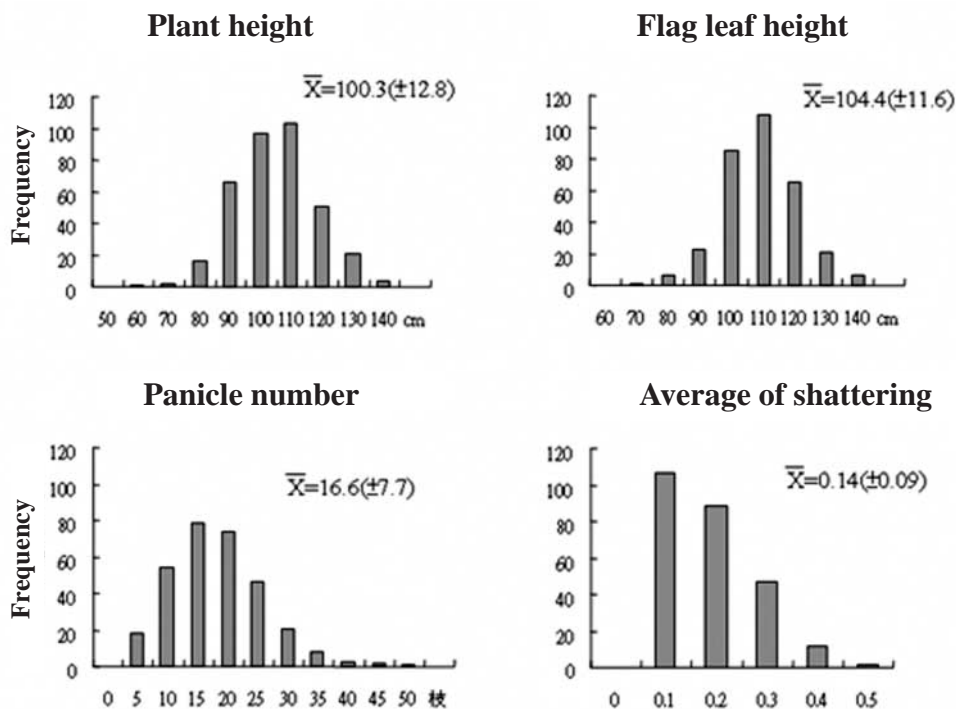 Plant height
X̄=100.3(±12.8)
Frequency
120
100
80
60
40
20
0
50 60 70 80 90 100 110 120 130 140 cm
Flag leaf height
X̄=104.4(±11.6)
120
100
80
60
40
20
0
60 70 80 90 100 110 120 130 140 cm
Panicle number
X̄=16.6(±7.7)
Frequency
120
100
80
60
40
20
0
0 5 10 15 20 25 30 35 40 45 50 枝
Average of shattering
X̄=0.14(±0.09)
120
100
80
60
40
20
0
0 0.1 0.2 0.3 0.4 0.5